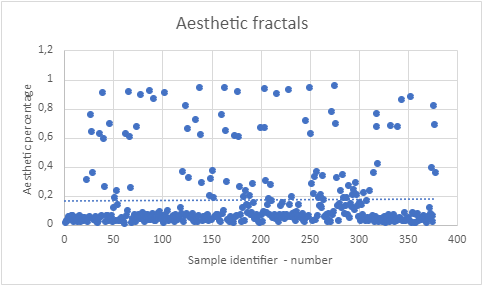 Aesthetic fractals
1,2
1
0,8
0,6
0,4
0,2
0
0 50 100 150 200 250 300 350 400
Aesthetic percentage
Sample identifier - number